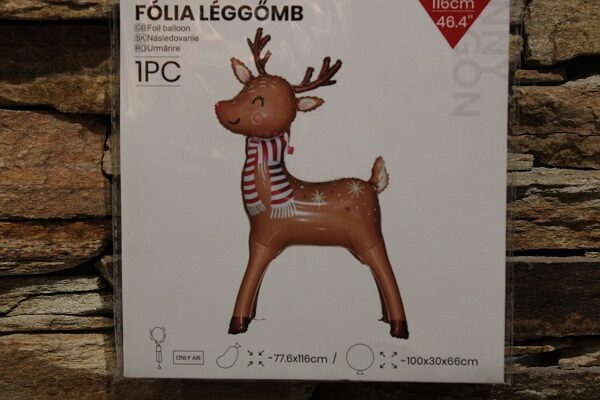 FÓLIA LÉGGŐMB
GB Foil balloon
SK Následovanie
RO Urmărire
1PC
116cm
46.4"
ONLY AIR
~77.6x116cm /
~100x30x66cm